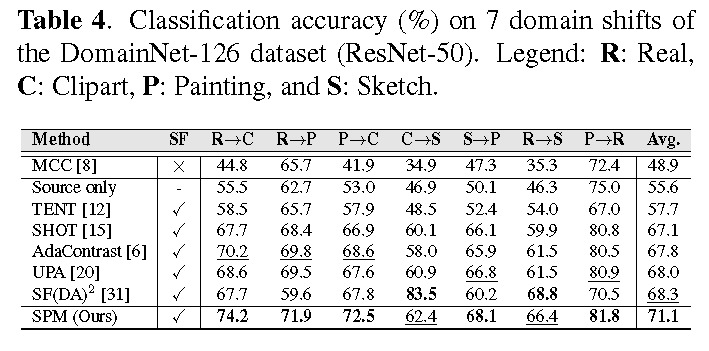 Table 4. Classification accuracy (%) on 7 domain shifts of
the DomainNet-126 dataset (ResNet-50). Legend: R: Real,
C: Clipart, P: Painting, and S: Sketch.
Method SF R→C R→P P→C C→S S→P R→S P→R Avg.
MCC [8] × 44.8 65.7 41.9 34.9 47.3 35.3 72.4 48.9
Source only - 55.5 62.7 53.0 46.9 50.1 46.3 75.0 55.6
TENT [12] ✓ 58.5 65.7 57.9 48.5 52.4 54.0 67.0 57.7
SHOT [15] ✓ 67.7 68.4 66.9 60.1 66.1 59.9 80.8 67.1
AdaContrast [6] ✓ 70.2 69.8 68.6 58.0 65.9 61.5 80.5 67.8
UPA [20] ✓ 68.6 69.5 67.6 60.9 66.8 61.5 80.9 68.0
SF(DA)² [31] ✓ 67.7 59.6 67.8 83.5 60.2 68.8 70.5 68.3
SPM (Ours) ✓ 74.2 71.9 72.5 62.4 68.1 66.4 81.8 71.1